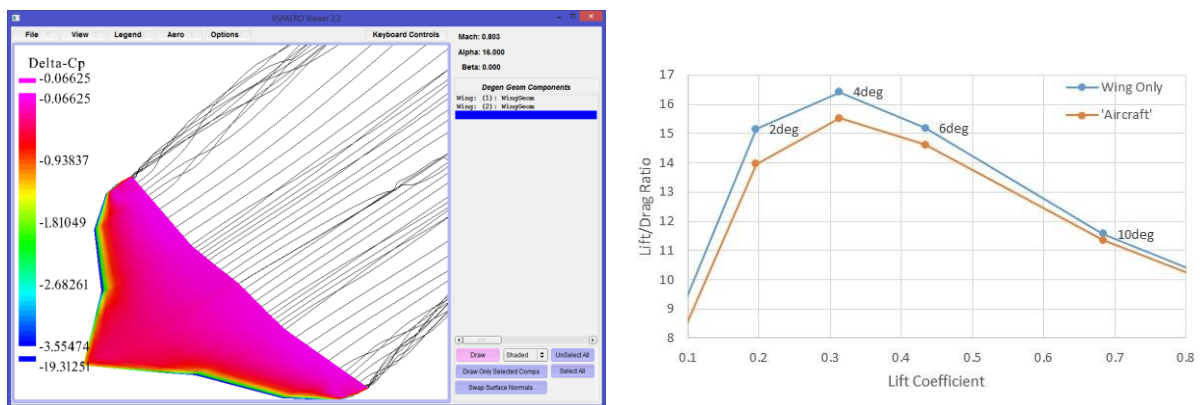 VSPAERO Viewer 2.2
File View Legend Aero Options Keyboard Controls
Mach: 0.803
Alpha: 16.000
Beta: 0.000
Degen Geom Components
Wing: (1): WingGeom
Wing: (2): WingGeom
Draw Shaded UnSelect All
Draw Only Selected Comps Select All
Swap Surface Normals
Delta-Cp
-0.06625
-0.06625
-0.93837
-1.81049
-2.68261
-3.55474
-19.31251
17
16
15
14
13
12
11
10
9
8
Lift/Drag Ratio
Wing Only
'Aircraft'
2deg
4deg
6deg
10deg
0.1 0.2 0.3 0.4 0.5 0.6 0.7 0.8
Lift Coefficient